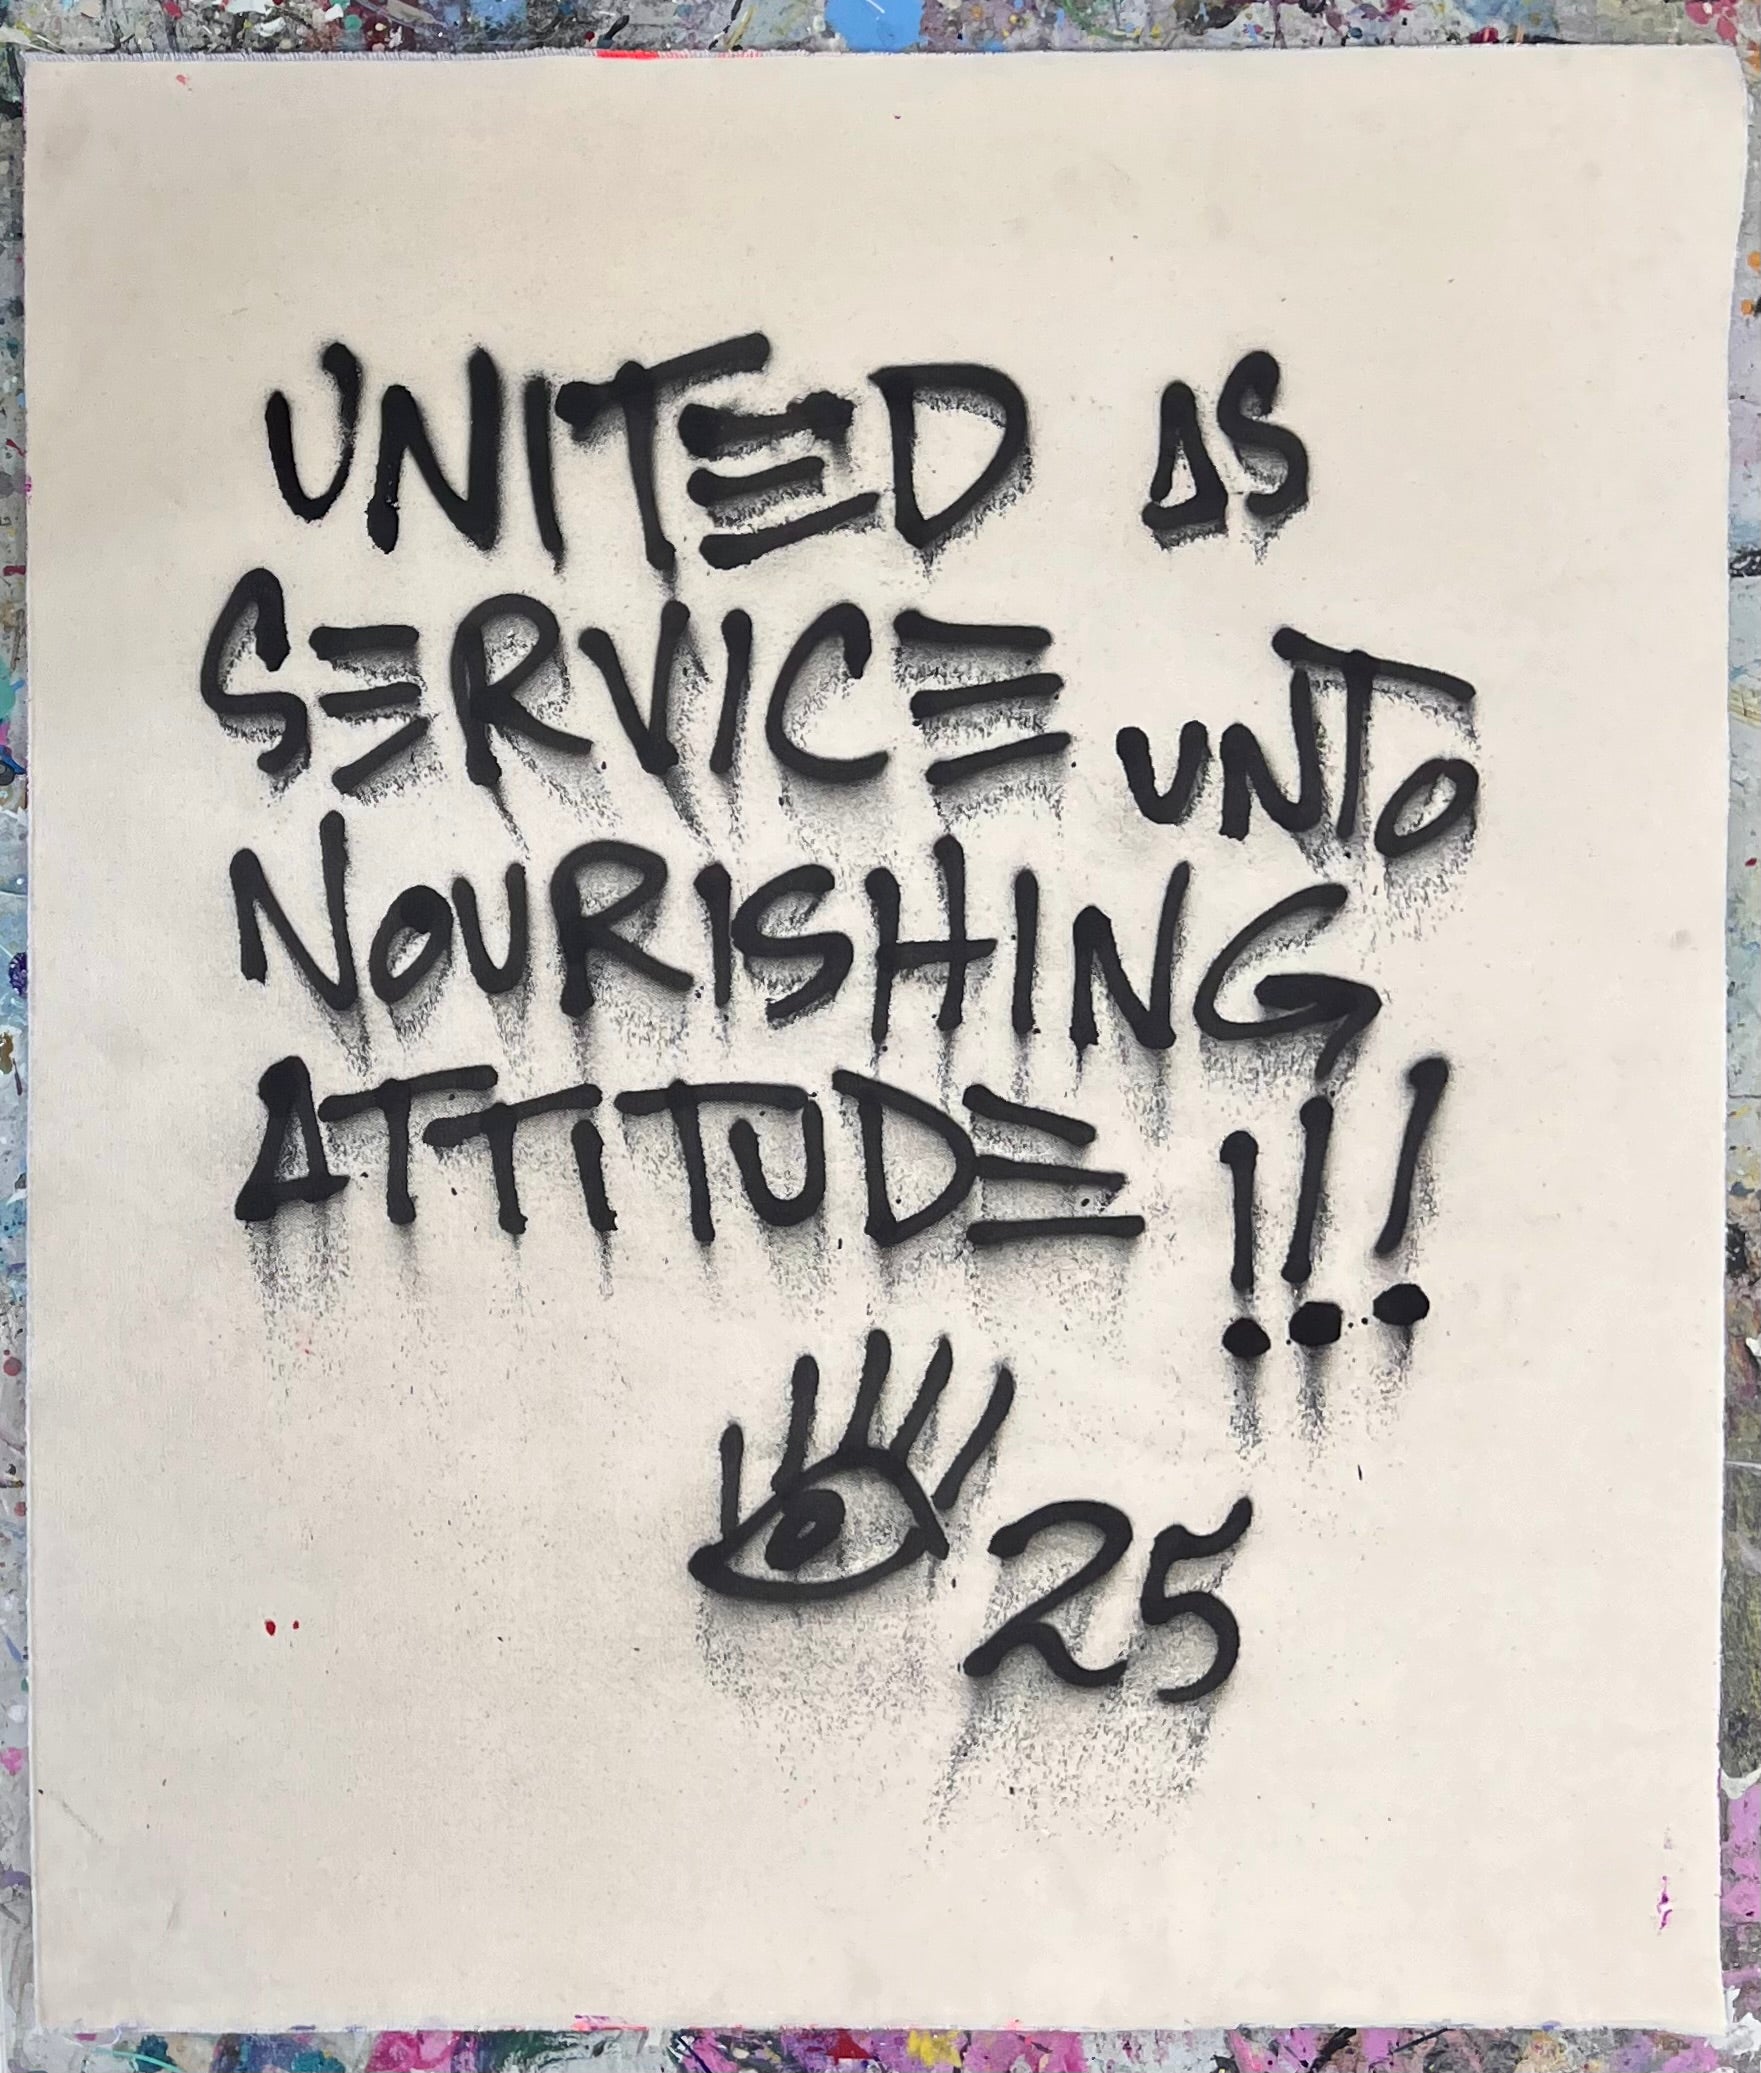 UNITED AS
SERVICE UNTO
NOURISHING
ATTITUDE !!!
25